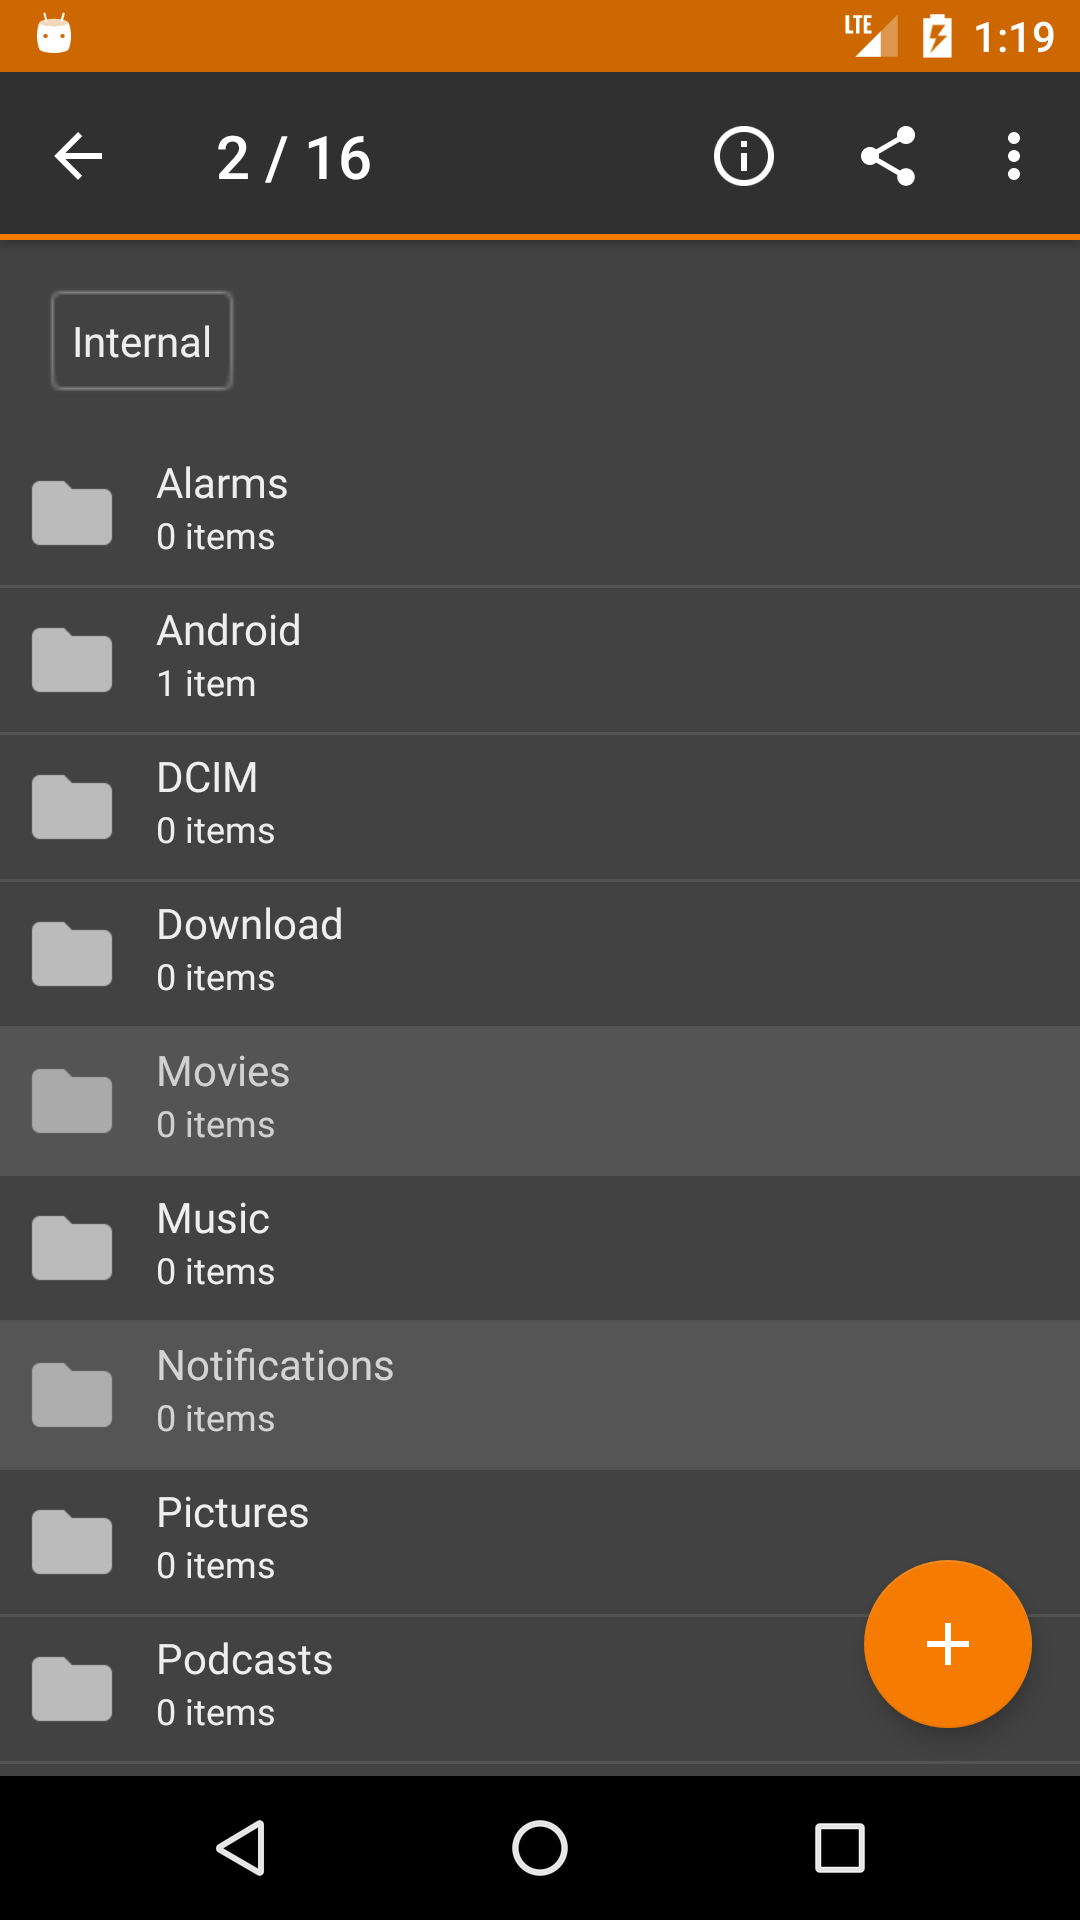 LTE 1:19
2 / 16
Internal
Alarms
0 items
Android
1 item
DCIM
0 items
Download
0 items
Movies
0 items
Music
0 items
Notifications
0 items
Pictures
0 items
Podcasts
0 items